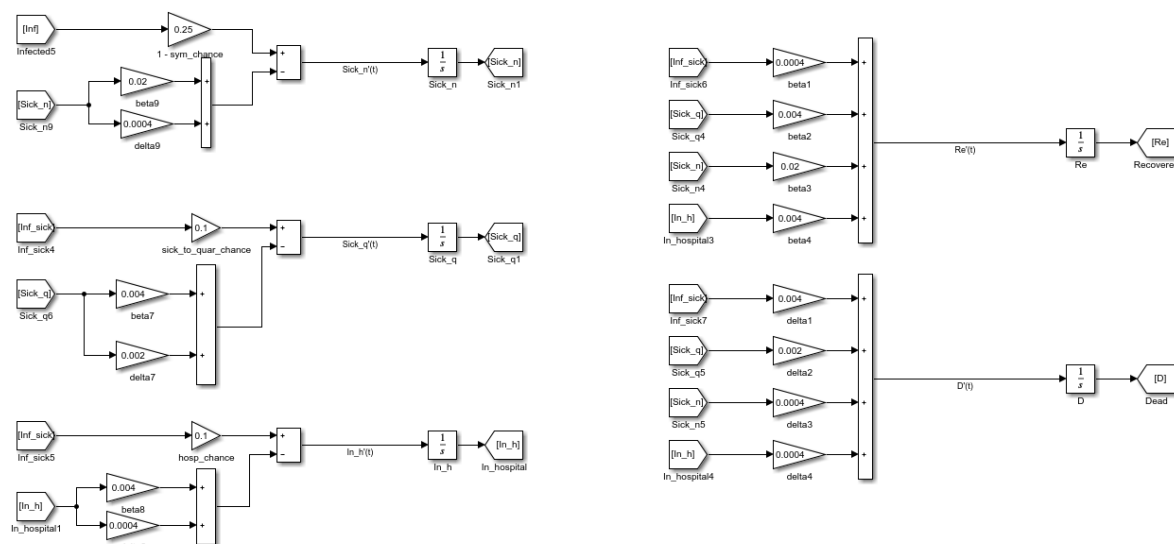 [Inf]
Infected5
0.25
1 - sym_chance
+
−
Sick_n'(t)
1
s
Sick_n
[Sick_n]
Sick_n1
[Sick_n]
Sick_n9
0.02
beta9
0.0004
delta9
+
+
[Inf_sick]
Inf_sick4
0.1
sick_to_quar_chance
+
−
Sick_q'(t)
1
s
Sick_q
[Sick_q]
Sick_q1
[Sick_q]
Sick_q6
0.004
beta7
0.002
delta7
+
+
[Inf_sick]
Inf_sick5
0.1
hosp_chance
+
−
In_h'(t)
1
s
In_h
[In_h]
In_hospital
[In_h]
In_hospital1
0.004
beta8
0.0004
+
+
[Inf_sick]
Inf_sick6
0.0004
beta1
+
[Sick_q]
Sick_q4
0.004
beta2
+
[Sick_n]
Sick_n4
0.02
beta3
+
[In_h]
In_hospital3
0.004
beta4
+
Re'(t)
1
s
Re
[Re]
Recovere
[Inf_sick]
Inf_sick7
0.004
delta1
+
[Sick_q]
Sick_q5
0.002
delta2
+
[Sick_n]
Sick_n5
0.0004
delta3
+
[In_h]
In_hospital4
0.0004
delta4
+
D'(t)
1
s
D
[D]
Dead